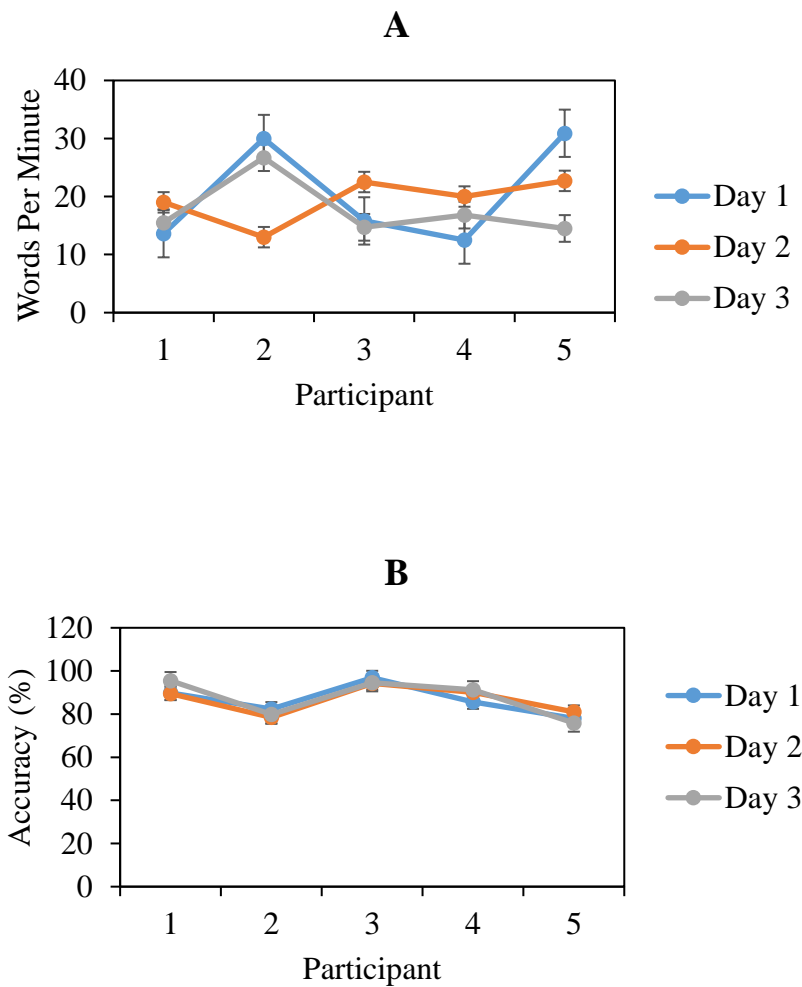 A
40
30
20
10
0
Words Per Minute
1 2 3 4 5
Participant
Day 1
Day 2
Day 3
B
120
100
80
60
40
20
0
Accuracy (%)
1 2 3 4 5
Participant
Day 1
Day 2
Day 3